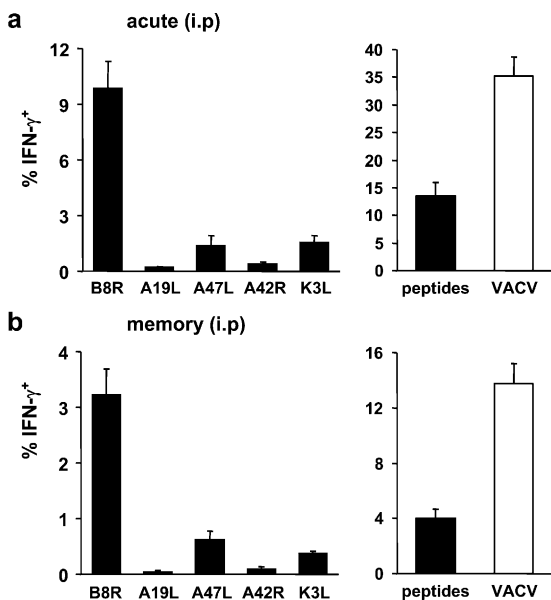 a
acute (i.p)
% IFN-γ+
12
9
6
3
0
B8R A19L A47L A42R K3L
40
35
30
25
20
15
10
5
0
peptides VACV
b
memory (i.p)
% IFN-γ+
4
3
2
1
0
B8R A19L A47L A42R K3L
16
12
8
4
0
peptides VACV